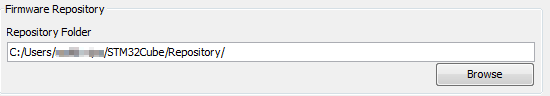 Firmware Repository
Repository Folder
C:/Users/ /STM32Cube/Repository/
Browse